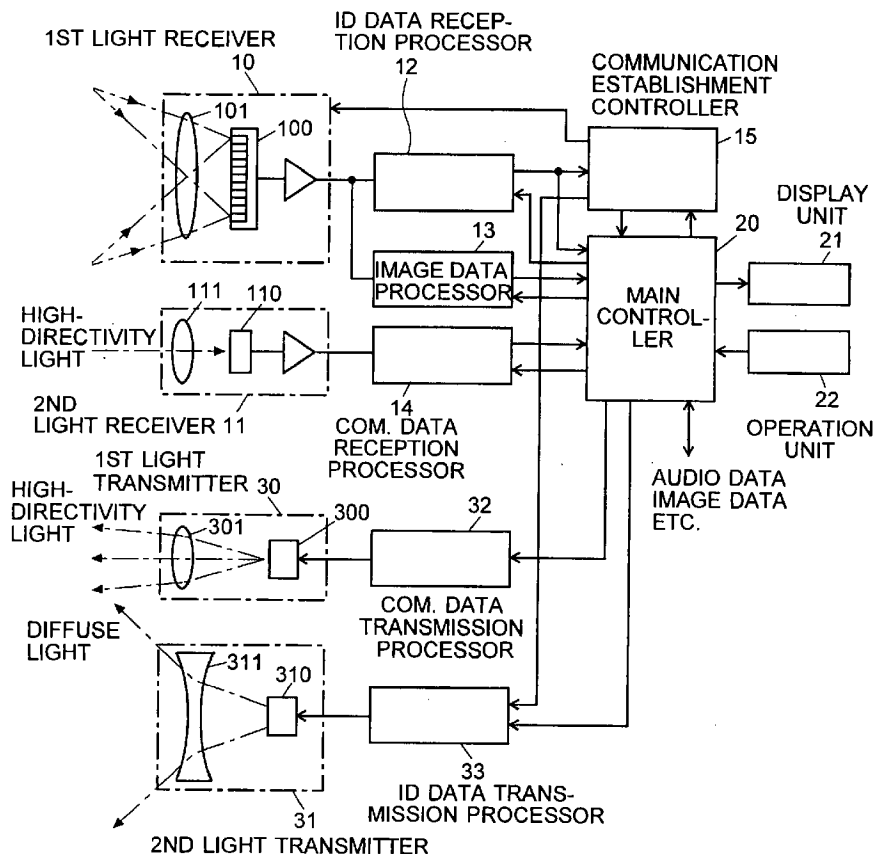 ID DATA RECEP-
TION PROCESSOR
1ST LIGHT RECEIVER
10
12
COMMUNICATION
ESTABLISHMENT
CONTROLLER
101
100
15
DISPLAY
UNIT
13
20
21
IMAGE DATA
PROCESSOR
MAIN
CONTROL-
LER
HIGH-
DIRECTIVITY
LIGHT
111
110
2ND
LIGHT RECEIVER 11
14
COM. DATA
RECEPTION
PROCESSOR
22
OPERATION
UNIT
1ST LIGHT
TRANSMITTER
30
HIGH-
DIRECTIVITY
LIGHT
301
300
32
AUDIO DATA
IMAGE DATA
ETC.
COM. DATA
TRANSMISSION
PROCESSOR
DIFFUSE
LIGHT
311
310
33
ID DATA TRANS-
MISSION PROCESSOR
31
2ND LIGHT TRANSMITTER